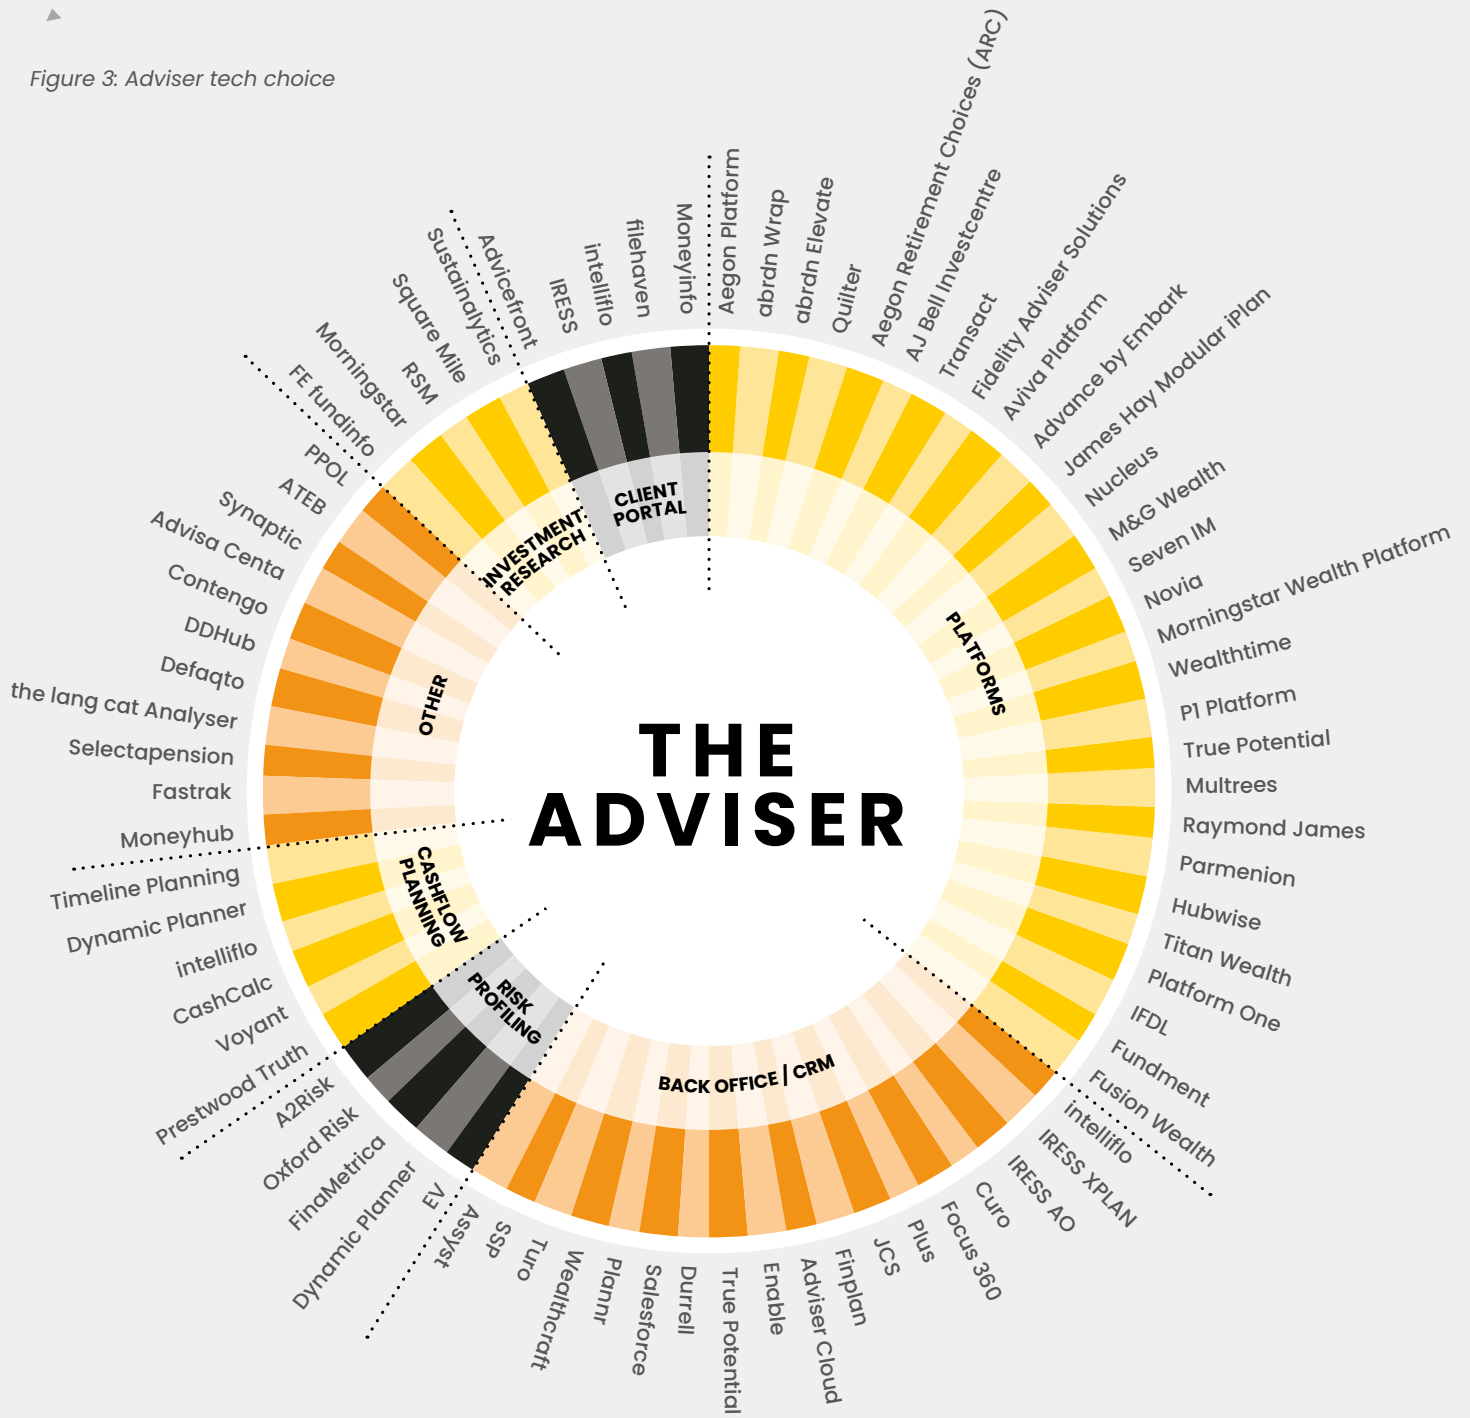 Figure 3: Adviser tech choice
THE
ADVISER
PLATFORMS
Aegon Platform
abrdn Wrap
abrdn Elevate
Quilter
Aegon Retirement Choices (ARC)
AJ Bell Investcentre
Transact
Fidelity Adviser Solutions
Aviva Platform
Advance by Embark
James Hay Modular iPlan
Nucleus
M&G Wealth
Seven IM
Novia
Morningstar Wealth Platform
Wealthtime
P1 Platform
True Potential
Multrees
Raymond James
Parmenion
Hubwise
Titan Wealth
Platform One
IFDL
Fundment
Fusion Wealth
BACK OFFICE / CRM
intelliflo
IRESS XPLAN
IRESS AO
Curo
Focus 360
Plus
JCS
Finplan
Adviser Cloud
Enable
True Potential
Durrell
Salesforce
Plannr
Wealthcraft
Turo
SSP
Assyst
RISK
PROFILING
EV
Dynamic Planner
FinaMetrica
Oxford Risk
A2Risk
CASHFLOW
PLANNING
Prestwood Truth
Voyant
CashCalc
intelliflo
Dynamic Planner
Timeline Planning
OTHER
Moneyhub
Fastrak
Selectapension
the lang cat Analyser
Defaqto
DDHub
Contengo
Advisa Centa
Synaptic
ATEB
PPOL
INVESTMENT
RESEARCH
FE fundinfo
Morningstar
RSM
Square Mile
Sustainalytics
CLIENT
PORTAL
Advicefront
IRESS
intelliflo
filehaven
Moneyinfo